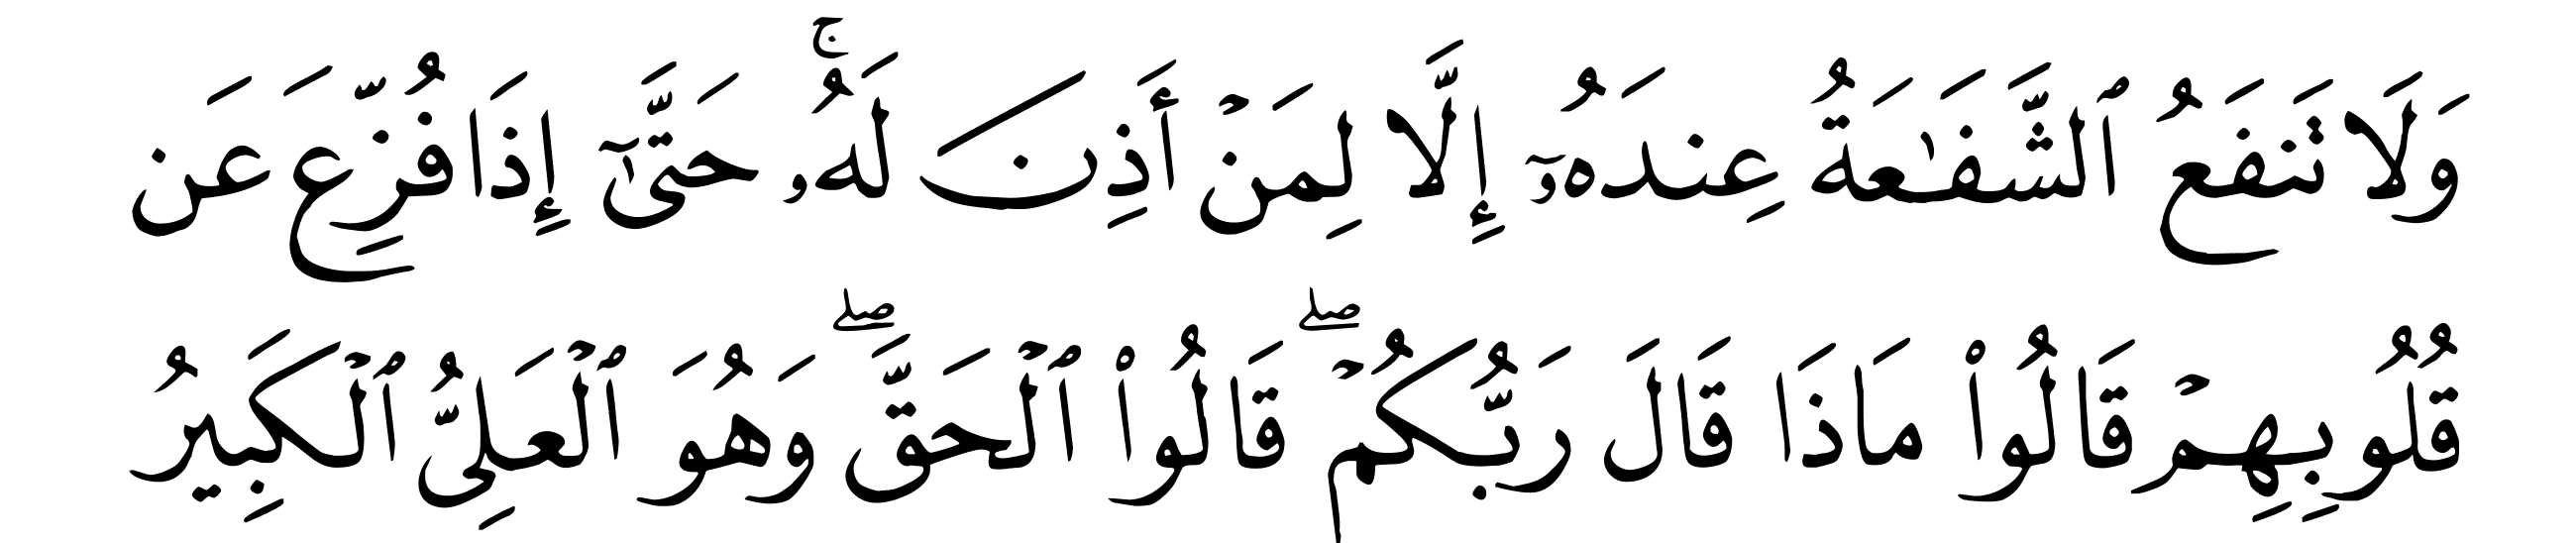 وَلَا تَنفَعُ ٱلشَّفَـٰعَةُ عِندَهُۥٓ إِلَّا لِمَنْ أَذِنَ لَهُۥ ۚ حَتَّىٰٓ إِذَا فُزِّعَ عَن
قُلُوبِهِمْ قَالُوا۟ مَاذَا قَالَ رَبُّكُمْ ۖ قَالُوا۟ ٱلْحَقَّ ۖ وَهُوَ ٱلْعَلِىُّ ٱلْكَبِيرُ